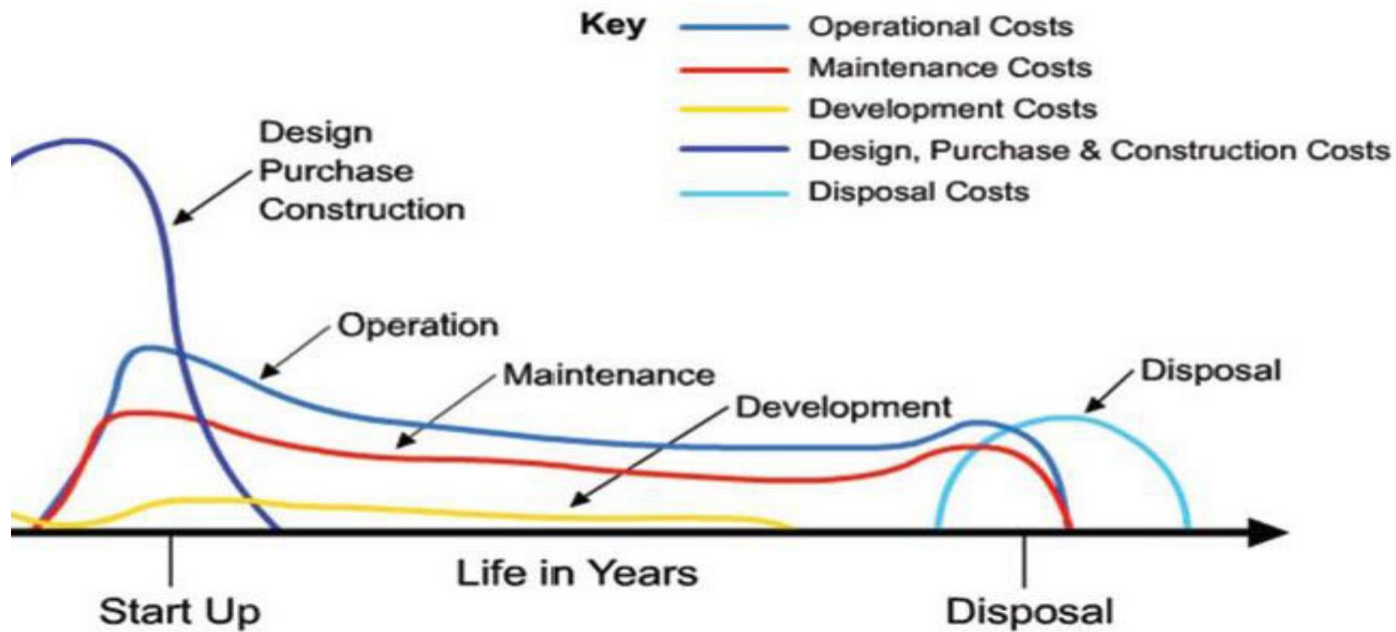 Key
Operational Costs
Maintenance Costs
Development Costs
Design, Purchase & Construction Costs
Disposal Costs
Design
Purchase
Construction
Operation
Maintenance
Development
Disposal
Life in Years
Start Up
Disposal